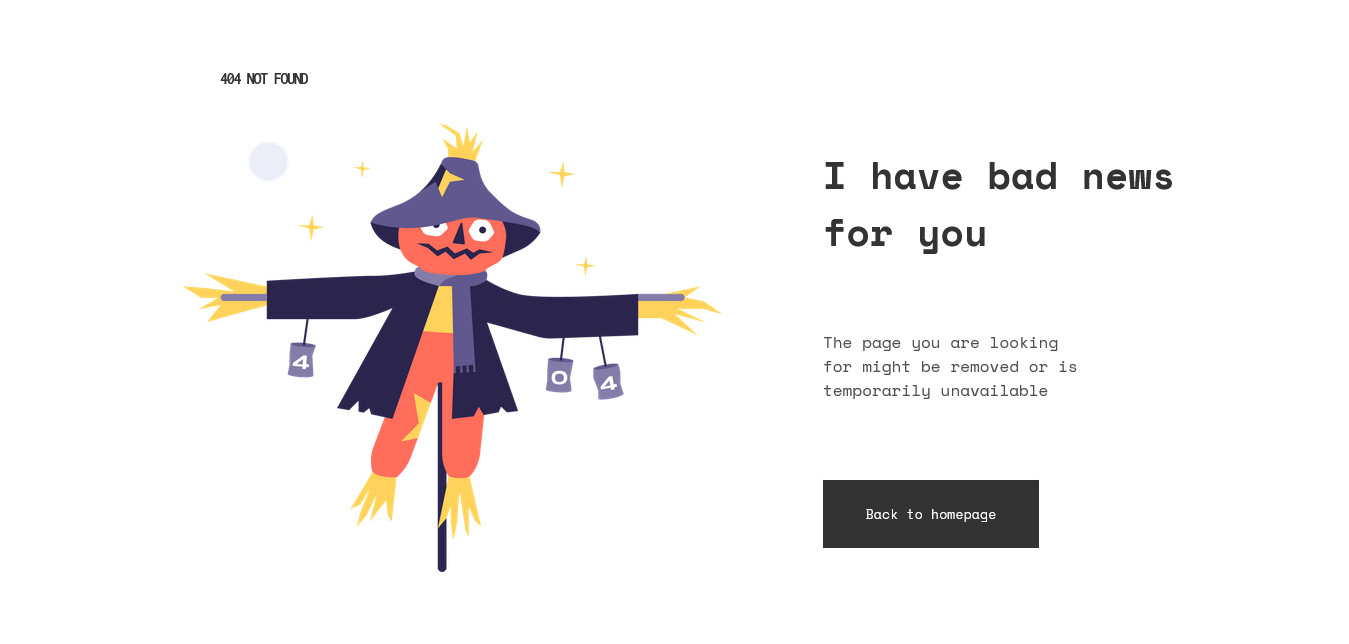 404 NOT FOUND
I have bad news
for you
4
0
4
The page you are looking
for might be removed or is
temporarily unavailable
Back to homepage